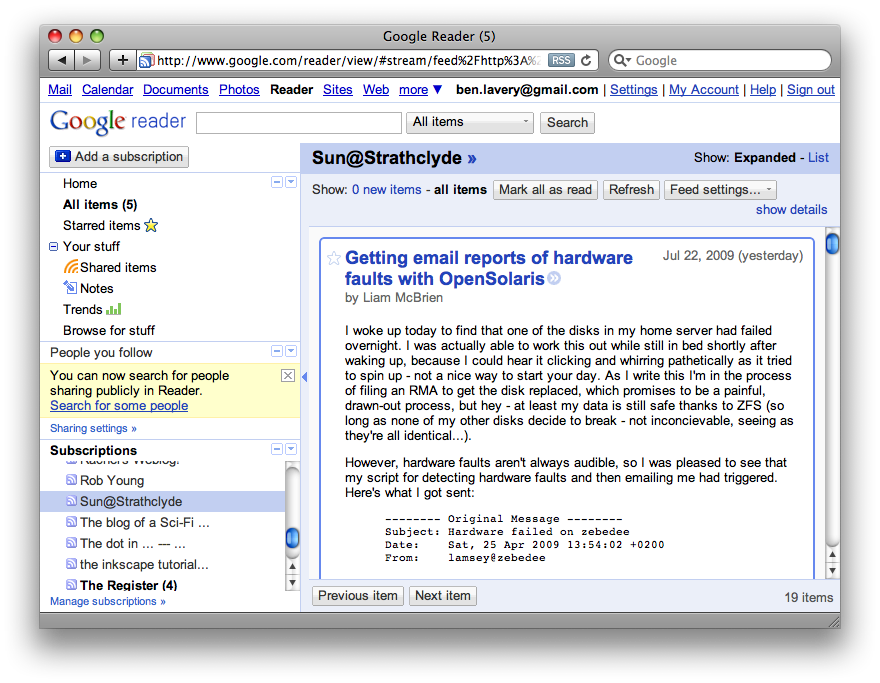 Google Reader (5)
http://www.google.com/reader/view/#stream/feed%2Fhttp%3A% RSS Google
Mail Calendar Documents Photos Reader Sites Web more ▼ ben.lavery@gmail.com | Settings | My Account | Help | Sign out
Google reader All items Search
Add a subscription
Home
All items (5)
Starred items
Your stuff
Shared items
Notes
Trends
Browse for stuff
People you follow
You can now search for people
sharing publicly in Reader.
Search for some people
Sharing settings »
Subscriptions
Rachel's Weblog!
Rob Young
Sun@Strathclyde
The blog of a Sci-Fi ...
The dot in ... --- ...
the inkscape tutorial...
The Register (4)
Manage subscriptions »
Sun@Strathclyde » Show: Expanded - List
Show: 0 new items - all items Mark all as read Refresh Feed settings...
show details
Getting email reports of hardware Jul 22, 2009 (yesterday)
faults with OpenSolaris
by Liam McBrien
I woke up today to find that one of the disks in my home server had failed
overnight. I was actually able to work this out while still in bed shortly after
waking up, because I could hear it clicking and whirring pathetically as it tried
to spin up - not a nice way to start your day. As I write this I'm in the process
of filing an RMA to get the disk replaced, which promises to be a painful,
drawn-out process, but hey - at least my data is still safe thanks to ZFS (so
long as none of my other disks decide to break - not inconcievable, seeing as
they're all identical...).
However, hardware faults aren't always audible, so I was pleased to see that
my script for detecting hardware faults and then emailing me had triggered.
Here's what I got sent:
-------- Original Message --------
Subject: Hardware failed on zebedee
Date: Sat, 25 Apr 2009 13:54:02 +0200
From: lamsey@zebedee
Previous item Next item 19 items